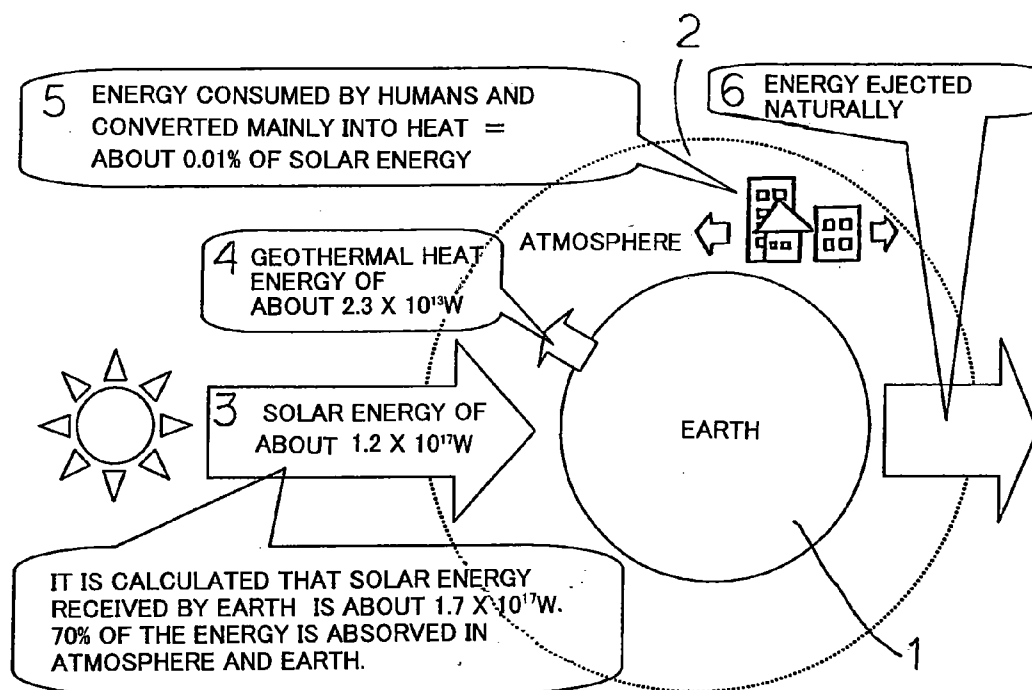 2
5 ENERGY CONSUMED BY HUMANS AND
CONVERTED MAINLY INTO HEAT =
ABOUT 0.01% OF SOLAR ENERGY
6 ENERGY EJECTED
NATURALLY
ATMOSPHERE
4 GEOTHERMAL HEAT
ENERGY OF
ABOUT 2.3 X 10¹³W
3 SOLAR ENERGY OF
ABOUT 1.2 X 10¹⁷W
EARTH
IT IS CALCULATED THAT SOLAR ENERGY
RECEIVED BY EARTH IS ABOUT 1.7 X 10¹⁷W.
70% OF THE ENERGY IS ABSORVED IN
ATMOSPHERE AND EARTH.
1